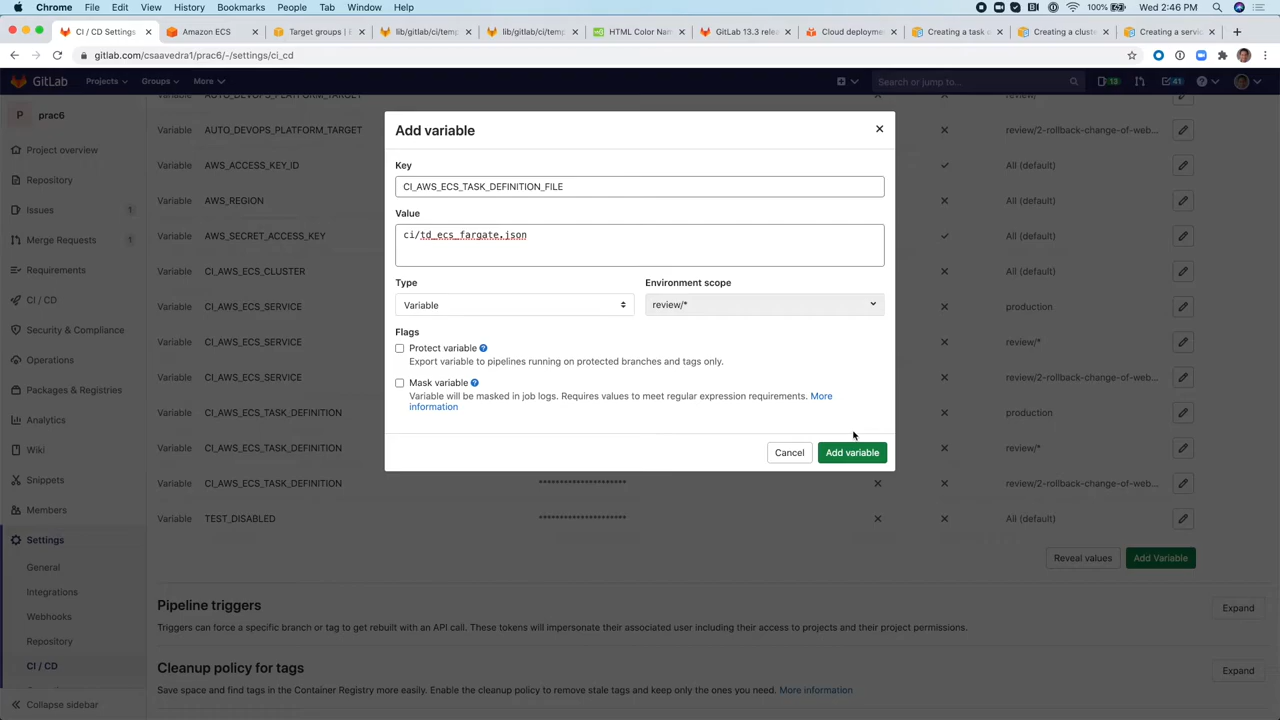 Chrome File Edit View History Bookmarks People Tab Window Help 100% Wed 2:46 PM
CI / CD Settings Amazon ECS Target groups | E lib/gitlab/ci/temp lib/gitlab/ci/temp HTML Color Nam GitLab 13.3 relea Cloud deployme Creating a task d Creating a cluste Creating a servic
gitlab.com/csaavedra1/prac6/-/settings/ci_cd
GitLab Projects Groups More Search or jump to... 13 41
P prac6
Project overview
Repository
Issues 1
Merge Requests 1
Requirements
CI / CD
Security & Compliance
Operations
Packages & Registries
Analytics
Wiki
Snippets
Members
Settings
General
Integrations
Webhooks
Repository
CI / CD
Collapse sidebar
Variable AUTO_DEVOPS_PLATFORM_TARGET review/*
Variable AUTO_DEVOPS_PLATFORM_TARGET review/2-rollback-change-of-web...
Variable AWS_ACCESS_KEY_ID All (default)
Variable AWS_REGION All (default)
Variable AWS_SECRET_ACCESS_KEY All (default)
Variable CI_AWS_ECS_CLUSTER All (default)
Variable CI_AWS_ECS_SERVICE production
Variable CI_AWS_ECS_SERVICE review/*
Variable CI_AWS_ECS_SERVICE review/2-rollback-change-of-web...
Variable CI_AWS_ECS_TASK_DEFINITION production
Variable CI_AWS_ECS_TASK_DEFINITION review/*
Variable CI_AWS_ECS_TASK_DEFINITION ********************* review/2-rollback-change-of-web...
Variable TEST_DISABLED ********************* All (default)
Reveal values Add Variable
Add variable
Key
CI_AWS_ECS_TASK_DEFINITION_FILE
Value
ci/td_ecs_fargate.json
Type Environment scope
Variable review/*
Flags
Protect variable
Export variable to pipelines running on protected branches and tags only.
Mask variable
Variable will be masked in job logs. Requires values to meet regular expression requirements. More
information
Cancel Add variable
Pipeline triggers Expand
Triggers can force a specific branch or tag to get rebuilt with an API call. These tokens will impersonate their associated user including their access to projects and their project permissions.
Cleanup policy for tags Expand
Save space and find tags in the Container Registry more easily. Enable the cleanup policy to remove stale tags and keep only the ones you need. More information